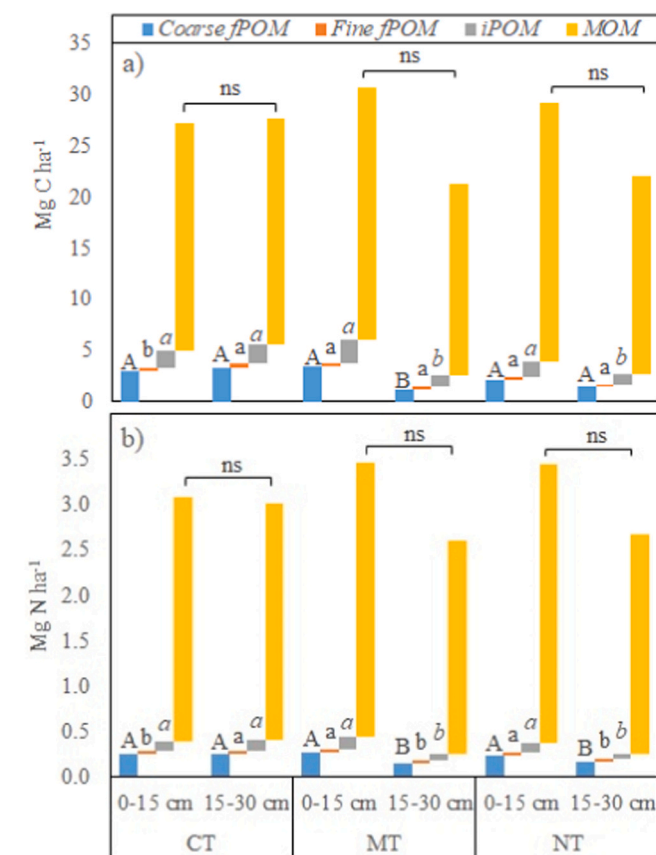 Coarse fPOM Fine fPOM iPOM MOM
a)
35
30
25
20
15
10
5
0
Mg C ha-1
ns ns ns
A b a A a a A a a B a b A a a A a b
b)
3.5
3.0
2.5
2.0
1.5
1.0
0.5
0.0
Mg N ha-1
ns ns ns
A b a A a a A a a B b b A a a B b b
0-15 cm 15-30 cm 0-15 cm 15-30 cm 0-15 cm 15-30 cm
CT MT NT